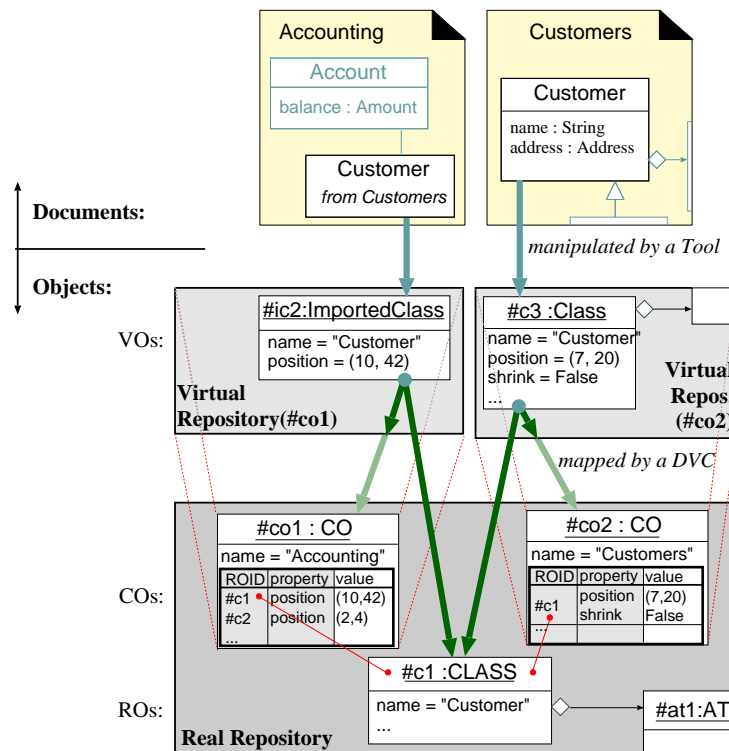 Accounting
Account
balance : Amount
Customer
from Customers
Customers
Customer
name : String
address : Address
Documents:
Objects:
manipulated by a Tool
VOs:
#ic2:ImportedClass
name = "Customer"
position = (10, 42)
Virtual
Repository(#co1)
#c3 :Class
name = "Customer"
position = (7, 20)
shrink = False
...
Virtual
Repos.
(#co2)
mapped by a DVC
COs:
#co1 : CO
name = "Accounting"
ROID property value
#c1 position (10,42)
#c2 position (2,4)
...
#co2 : CO
name = "Customers"
ROID property value
position (7,20)
#c1 shrink False
...
ROs:
#c1 :CLASS
name = "Customer"
...
#at1:AT
Real Repository